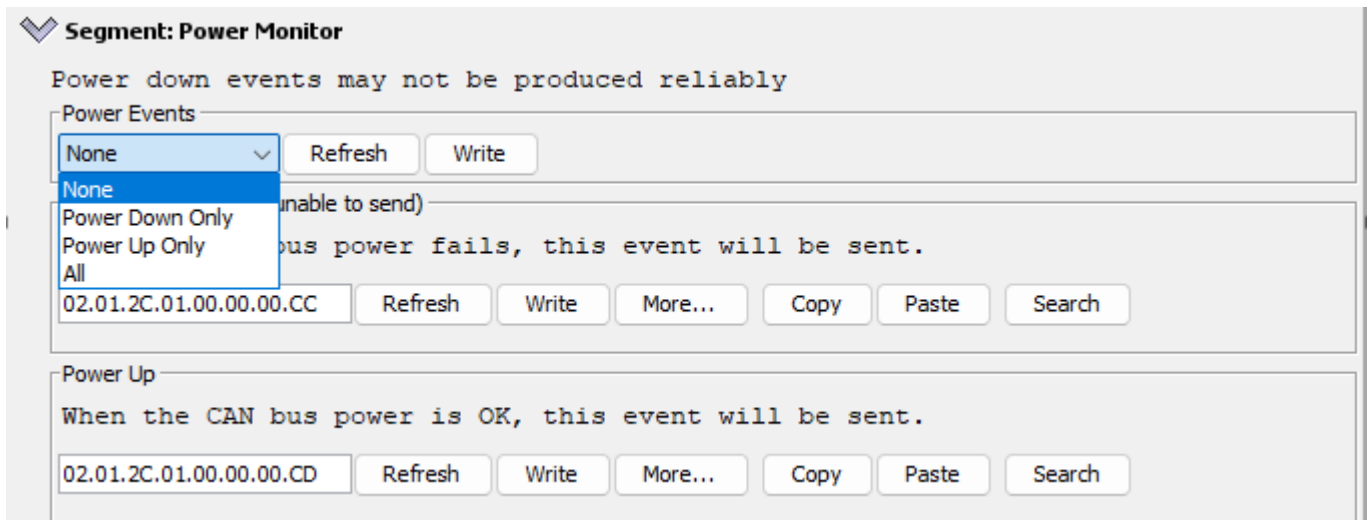 Segment: Power Monitor
Power down events may not be produced reliably
Power Events
None Refresh Write
None
Power Down Only
Power Up Only
All
unable to send)
bus power fails, this event will be sent.
02.01.2C.01.00.00.00.CC Refresh Write More... Copy Paste Search
Power Up
When the CAN bus power is OK, this event will be sent.
02.01.2C.01.00.00.00.CD Refresh Write More... Copy Paste Search